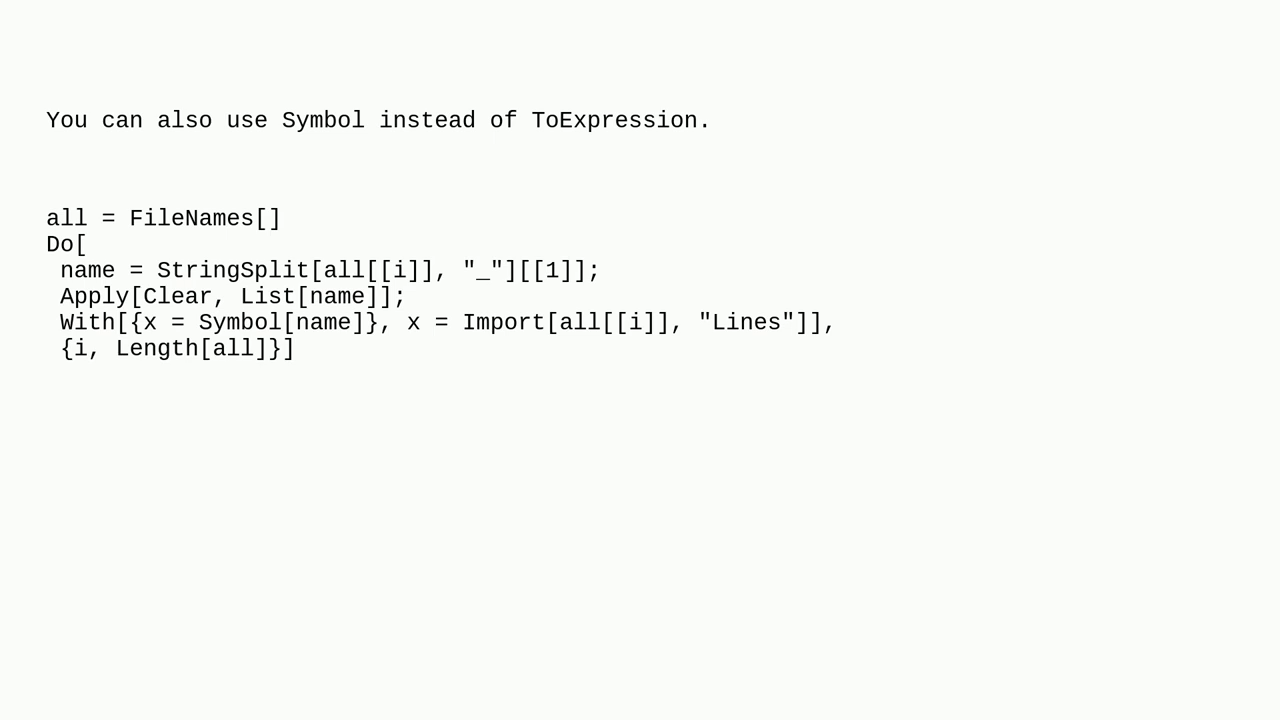 You can also use Symbol instead of ToExpression.
all = FileNames[]
Do[
 name = StringSplit[all[[i]], "_"][[1]];
 Apply[Clear, List[name]];
 With[{x = Symbol[name]}, x = Import[all[[i]], "Lines"]],
 {i, Length[all]}]